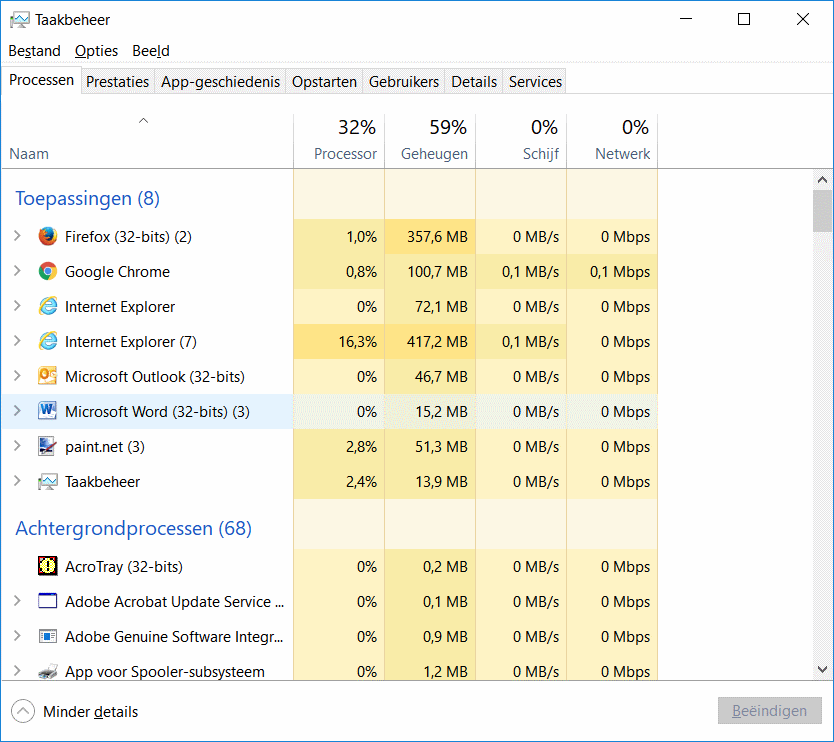 Taakbeheer
Bestand Opties Beeld
Processen Prestaties App-geschiedenis Opstarten Gebruikers Details Services
32% 59% 0% 0%
Naam Processor Geheugen Schijf Netwerk
Toepassingen (8)
Firefox (32-bits) (2) 1,0% 357,6 MB 0 MB/s 0 Mbps
Google Chrome 0,8% 100,7 MB 0,1 MB/s 0,1 Mbps
Internet Explorer 0% 72,1 MB 0 MB/s 0 Mbps
Internet Explorer (7) 16,3% 417,2 MB 0,1 MB/s 0 Mbps
Microsoft Outlook (32-bits) 0% 46,7 MB 0 MB/s 0 Mbps
Microsoft Word (32-bits) (3) 0% 15,2 MB 0 MB/s 0 Mbps
paint.net (3) 2,8% 51,3 MB 0 MB/s 0 Mbps
Taakbeheer 2,4% 13,9 MB 0 MB/s 0 Mbps
Achtergrondprocessen (68)
AcroTray (32-bits) 0% 0,2 MB 0 MB/s 0 Mbps
Adobe Acrobat Update Service ... 0% 0,1 MB 0 MB/s 0 Mbps
Adobe Genuine Software Integr... 0% 0,9 MB 0 MB/s 0 Mbps
App voor Spooler-subsysteem 0% 1,2 MB 0 MB/s 0 Mbps
Minder details Beëindigen